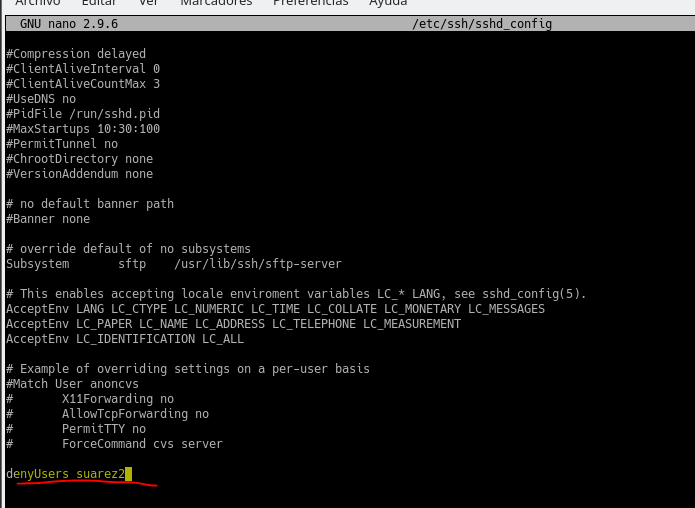 Archivo Editar Ver Marcadores Preferencias Ayuda
GNU nano 2.9.6 /etc/ssh/sshd_config
#Compression delayed
#ClientAliveInterval 0
#ClientAliveCountMax 3
#UseDNS no
#PidFile /run/sshd.pid
#MaxStartups 10:30:100
#PermitTunnel no
#ChrootDirectory none
#VersionAddendum none
# no default banner path
#Banner none
# override default of no subsystems
Subsystem sftp /usr/lib/ssh/sftp-server
# This enables accepting locale enviroment variables LC_* LANG, see sshd_config(5).
AcceptEnv LANG LC_CTYPE LC_NUMERIC LC_TIME LC_COLLATE LC_MONETARY LC_MESSAGES
AcceptEnv LC_PAPER LC_NAME LC_ADDRESS LC_TELEPHONE LC_MEASUREMENT
AcceptEnv LC_IDENTIFICATION LC_ALL
# Example of overriding settings on a per-user basis
#Match User anoncvs
# X11Forwarding no
# AllowTcpForwarding no
# PermitTTY no
# ForceCommand cvs server
denyUsers suarez2